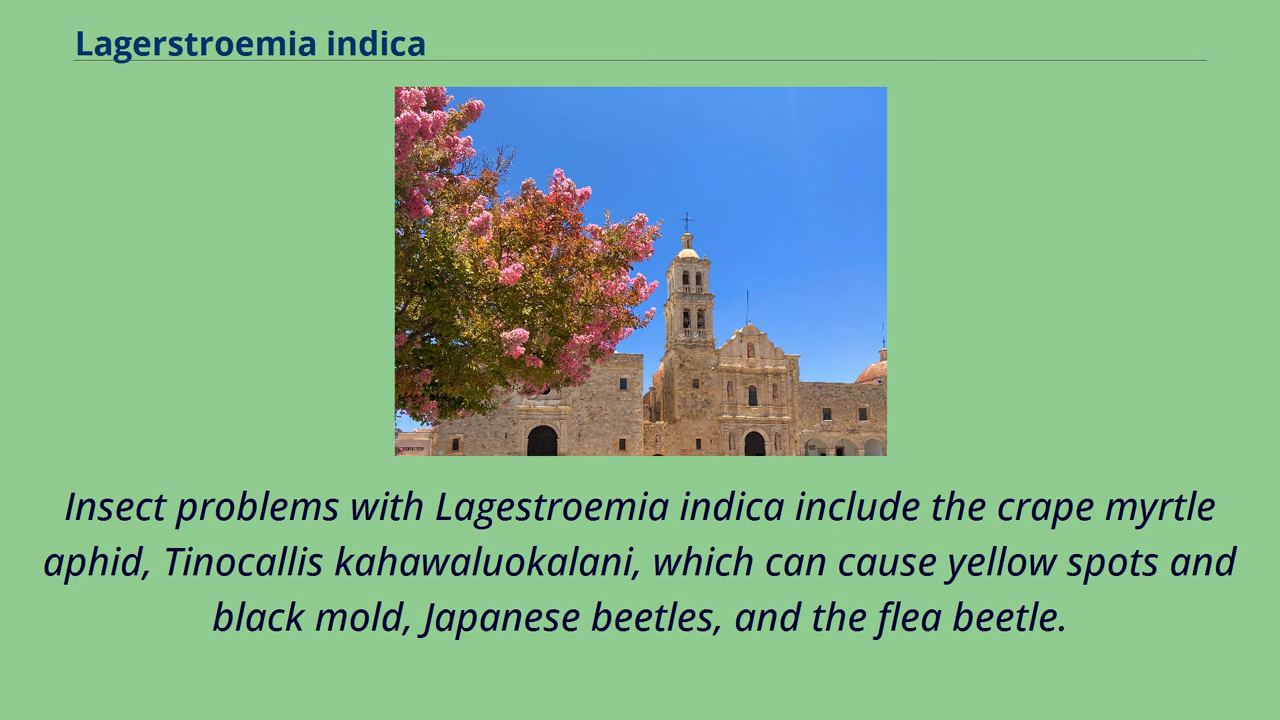 Lagerstroemia indica
Insect problems with Lagestroemia indica include the crape myrtle
aphid, Tinocallis kahawaluokalani, which can cause yellow spots and
black mold, Japanese beetles, and the flea beetle.